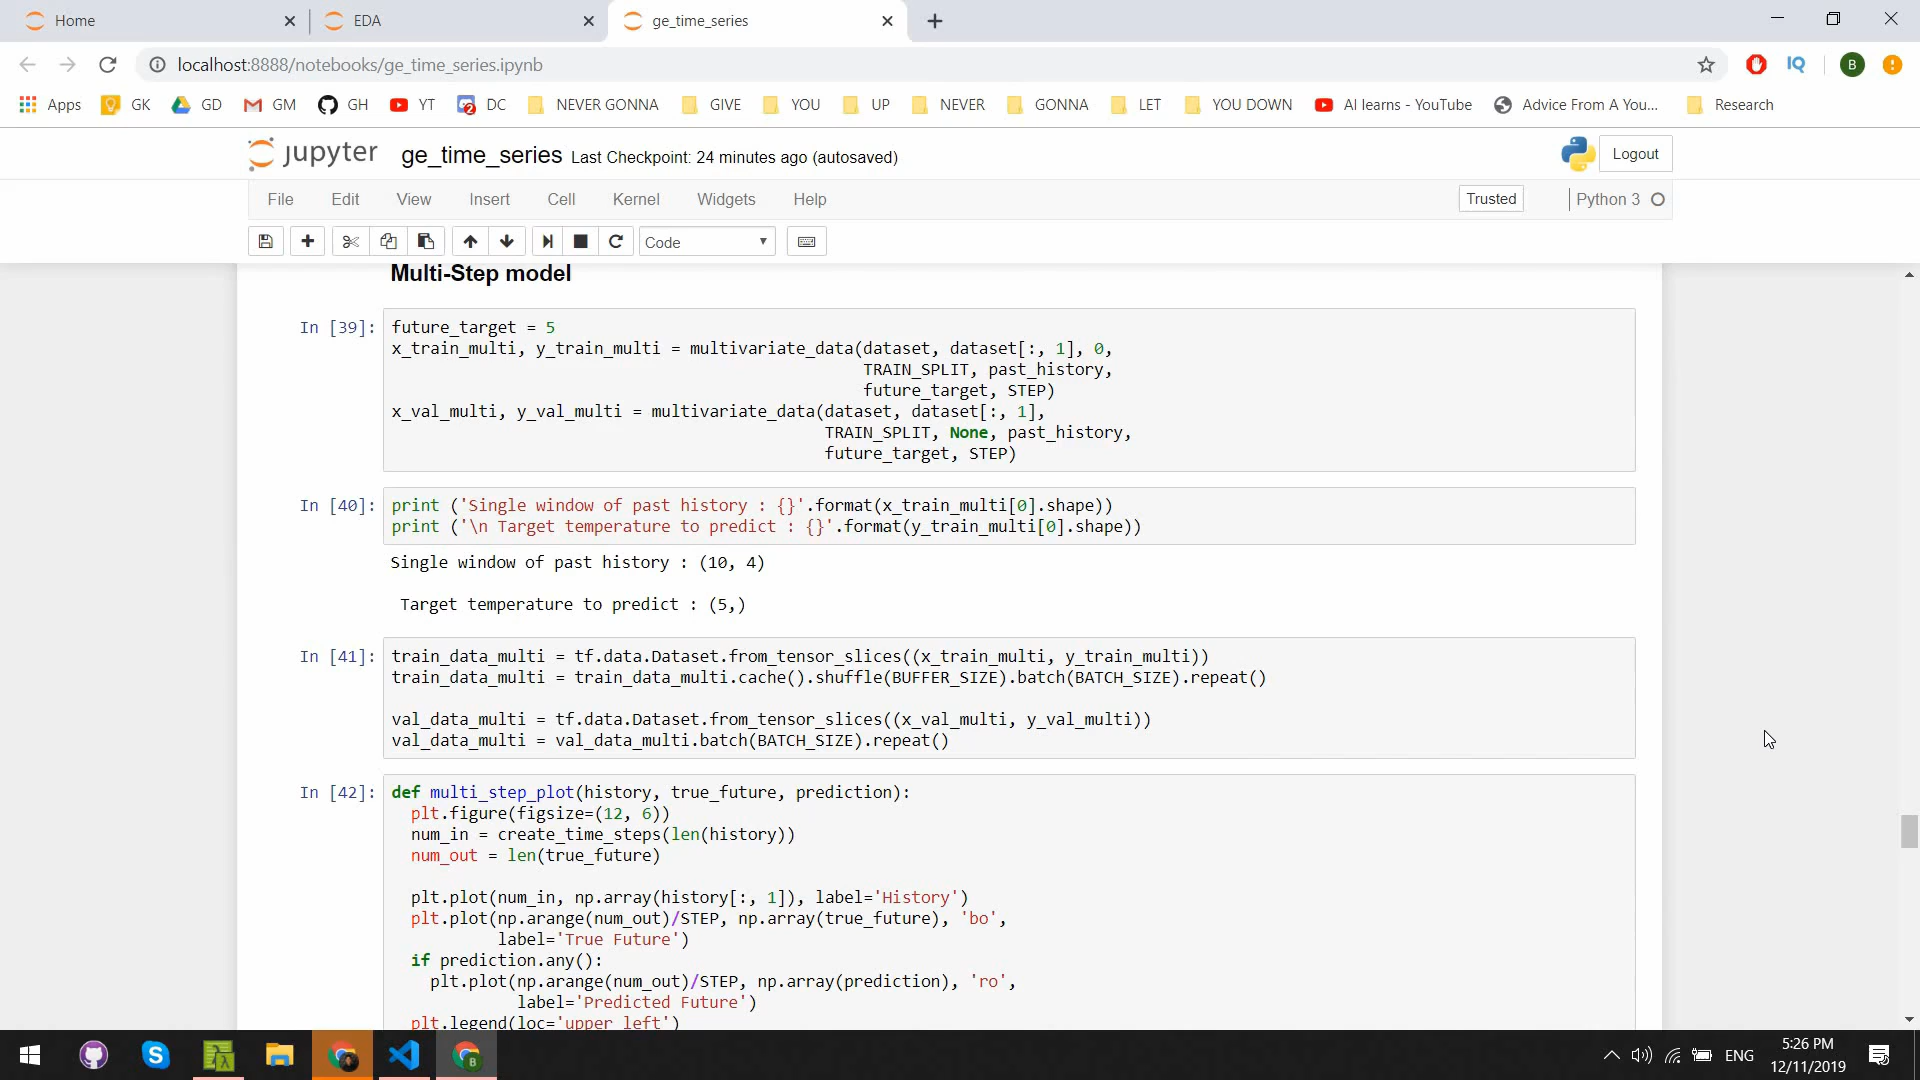 Home
EDA
ge_time_series
localhost:8888/notebooks/ge_time_series.ipynb
IQ
B
Apps GK GD GM GH YT DC NEVER GONNA GIVE YOU UP NEVER GONNA LET YOU DOWN AI learns - YouTube Advice From A You... Research
jupyter ge_time_series Last Checkpoint: 24 minutes ago (autosaved)
Logout
File Edit View Insert Cell Kernel Widgets Help
Trusted
Python 3
Code
Multi-Step model
In [39]: future_target = 5
x_train_multi, y_train_multi = multivariate_data(dataset, dataset[:, 1], 0,
TRAIN_SPLIT, past_history,
future_target, STEP)
x_val_multi, y_val_multi = multivariate_data(dataset, dataset[:, 1],
TRAIN_SPLIT, None, past_history,
future_target, STEP)
In [40]: print ('Single window of past history : {}'.format(x_train_multi[0].shape))
print ('\n Target temperature to predict : {}'.format(y_train_multi[0].shape))
Single window of past history : (10, 4)
Target temperature to predict : (5,)
In [41]: train_data_multi = tf.data.Dataset.from_tensor_slices((x_train_multi, y_train_multi))
train_data_multi = train_data_multi.cache().shuffle(BUFFER_SIZE).batch(BATCH_SIZE).repeat()
val_data_multi = tf.data.Dataset.from_tensor_slices((x_val_multi, y_val_multi))
val_data_multi = val_data_multi.batch(BATCH_SIZE).repeat()
In [42]: def multi_step_plot(history, true_future, prediction):
plt.figure(figsize=(12, 6))
num_in = create_time_steps(len(history))
num_out = len(true_future)
plt.plot(num_in, np.array(history[:, 1]), label='History')
plt.plot(np.arange(num_out)/STEP, np.array(true_future), 'bo',
label='True Future')
if prediction.any():
plt.plot(np.arange(num_out)/STEP, np.array(prediction), 'ro',
label='Predicted Future')
plt.legend(loc='upper left')
ENG
5:26 PM
12/11/2019